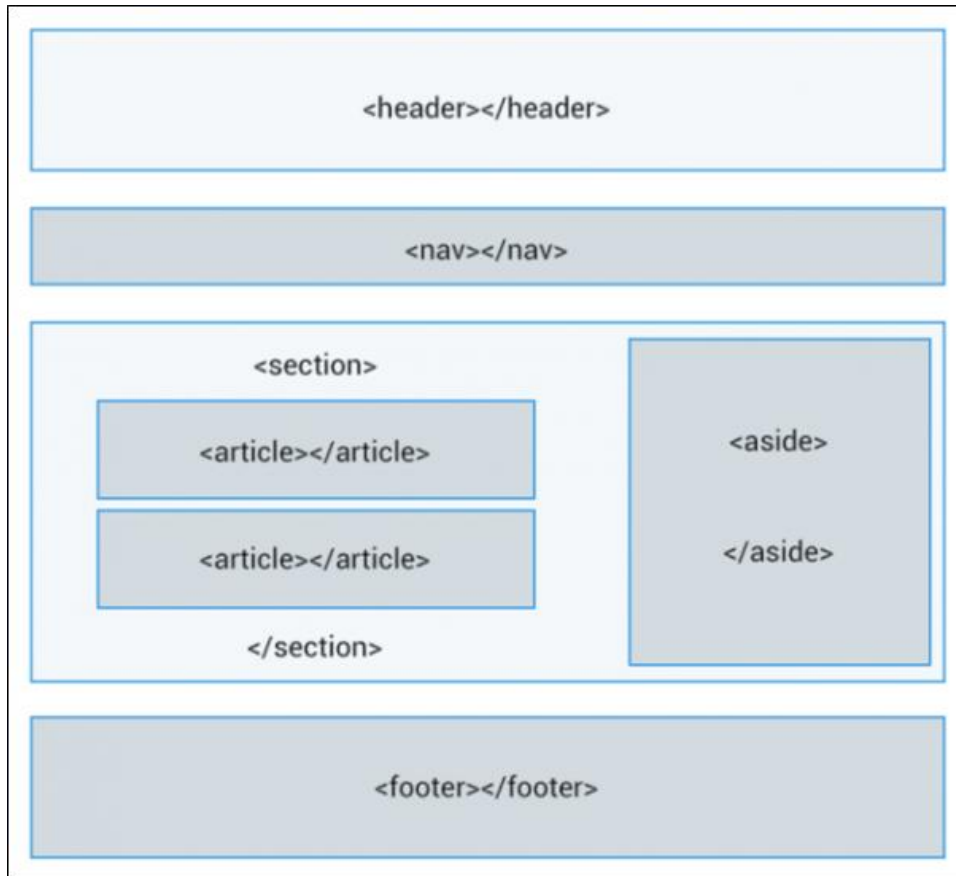 <header></header>
<nav></nav>
<section>
<article></article>
<article></article>
</section>
<aside>
</aside>
<footer></footer>